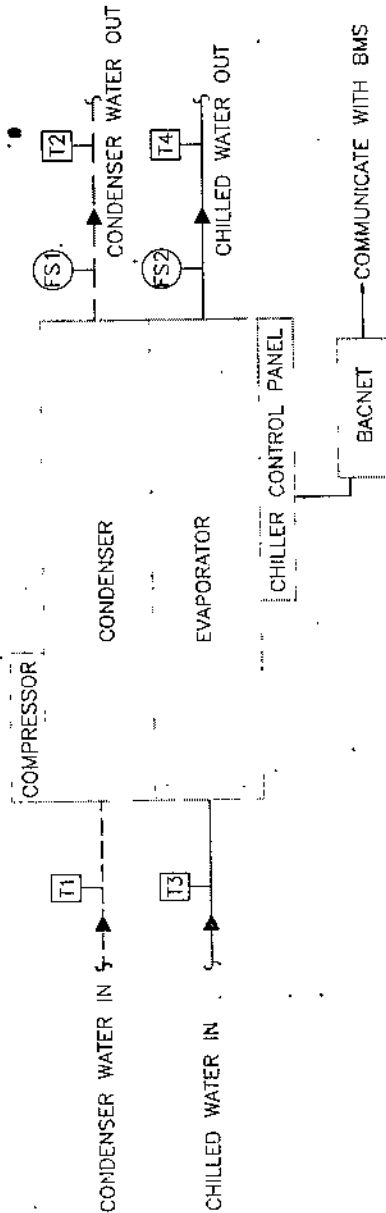 COMPRESSOR
T1
CONDENSER WATER IN
CONDENSER
FS1
T2
CONDENSER WATER OUT
T3
CHILLED WATER IN
EVAPORATOR
FS2
T4
CHILLED WATER OUT
CHILLER CONTROL PANEL
BACNET
COMMUNICATE WITH BMS